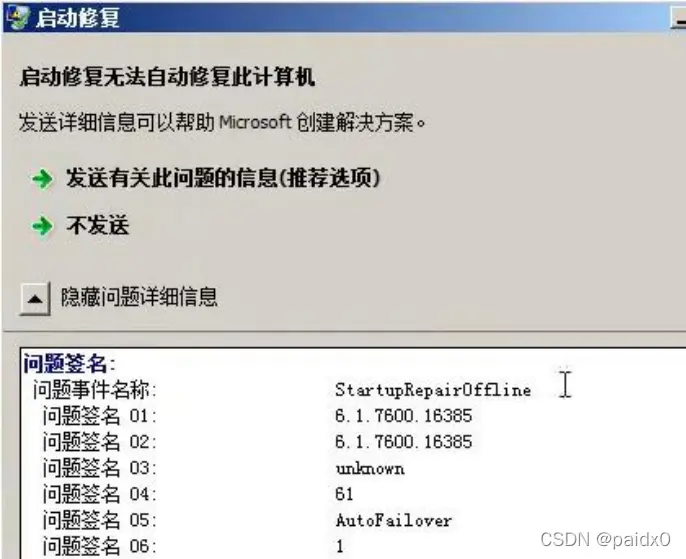 启动修复
启动修复无法自动修复此计算机
发送详细信息可以帮助 Microsoft 创建解决方案。
发送有关此问题的信息(推荐选项)
不发送
隐藏问题详细信息
问题签名:
问题事件名称: StartupRepairOffline
问题签名 01: 6.1.7600.16385
问题签名 02: 6.1.7600.16385
问题签名 03: unknown
问题签名 04: 61
问题签名 05: AutoFailover
问题签名 06: 1
CSDN @paidx0